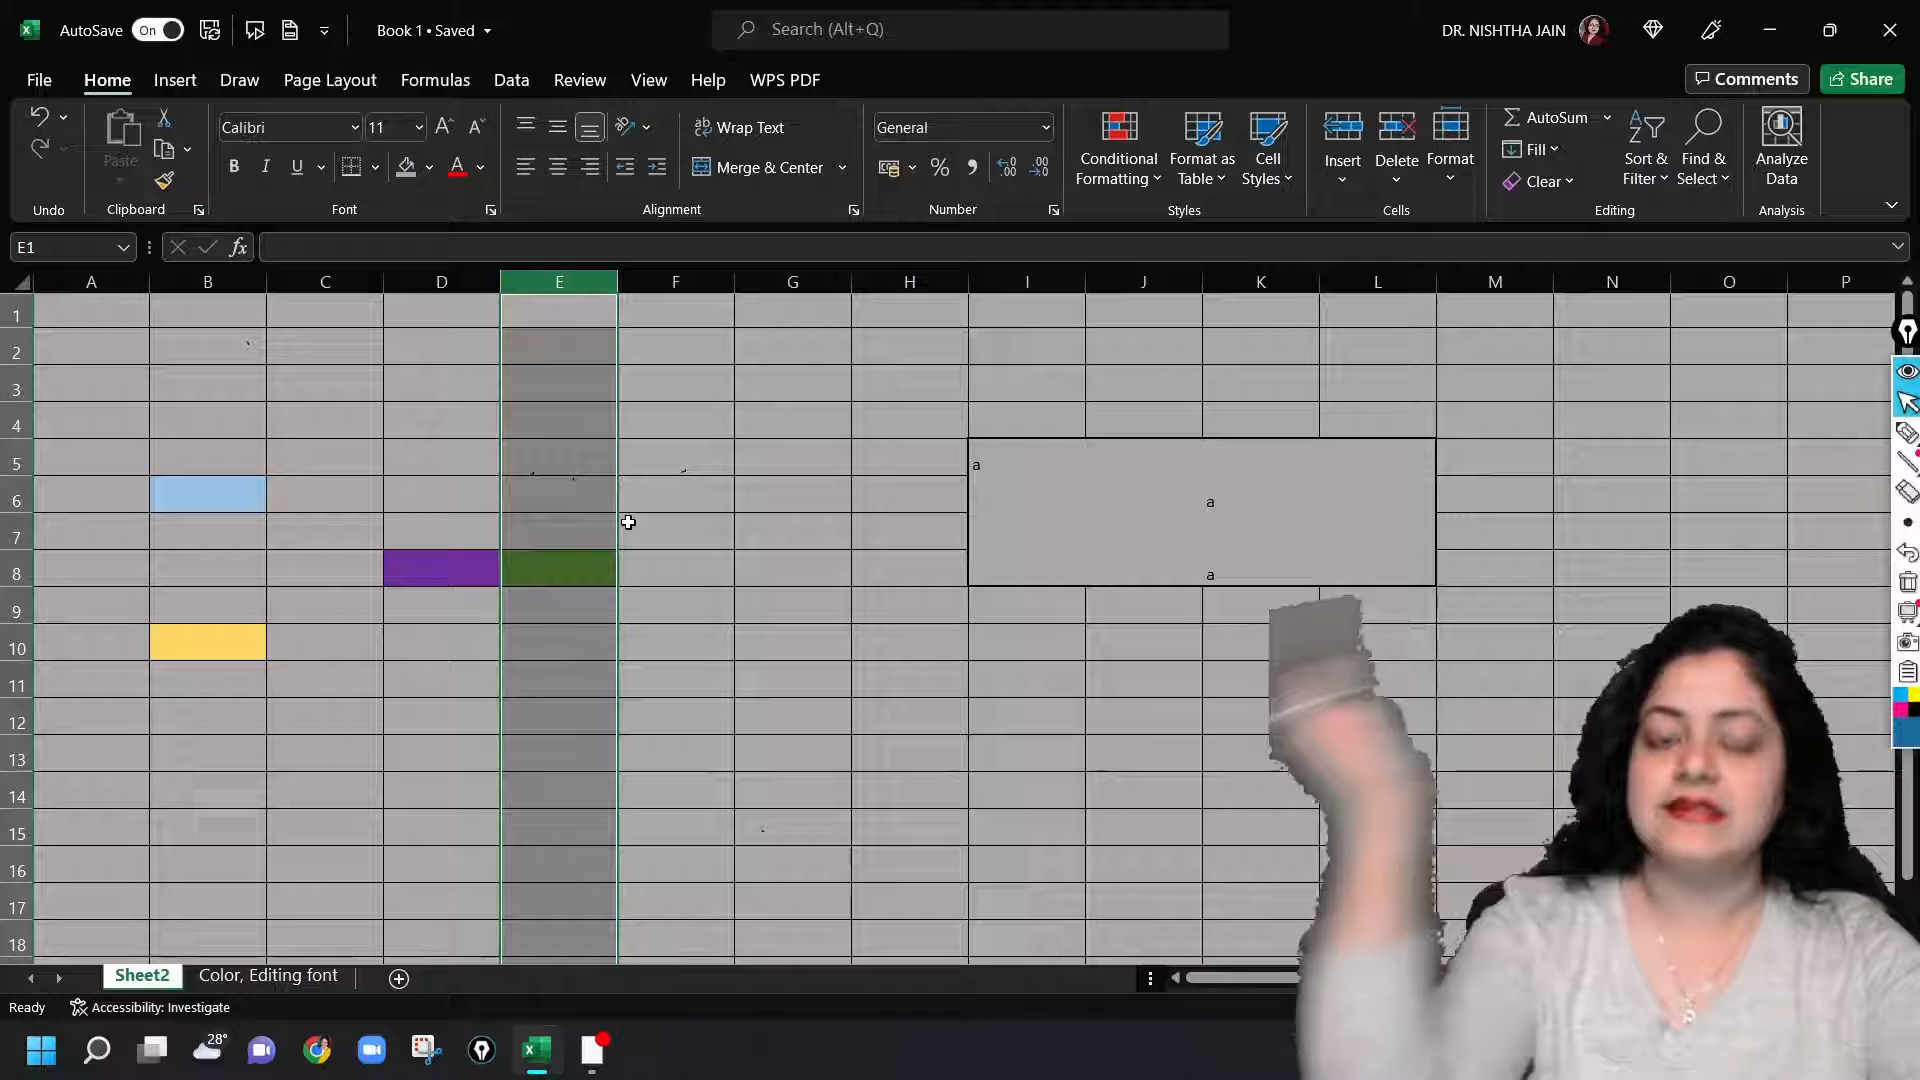 AutoSave On Book 1 • Saved Search (Alt+Q) DR. NISHTHA JAIN
File Home Insert Draw Page Layout Formulas Data Review View Help WPS PDF Comments Share
Calibri 11 Wrap Text General AutoSum
Paste Conditional Formatting Format as Table Cell Styles Insert Delete Format Fill Sort & Filter Find & Select Analyze Data
B I U A Merge & Center % Clear
Undo Clipboard Font Alignment Number Styles Cells Editing Analysis
E1 fx
A B C D E F G H I J K L M N O P
1
2
3
4
5 a
6 a
7
8 a
9
10
11
12
13
14
15
16
17
18
Sheet2 Color, Editing font
Ready Accessibility: Investigate
28°